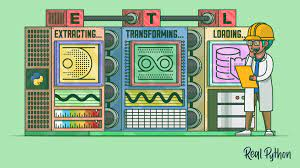 E T L
EXTRACTING...
TRANSFORMING...
LOADING...
Real Python